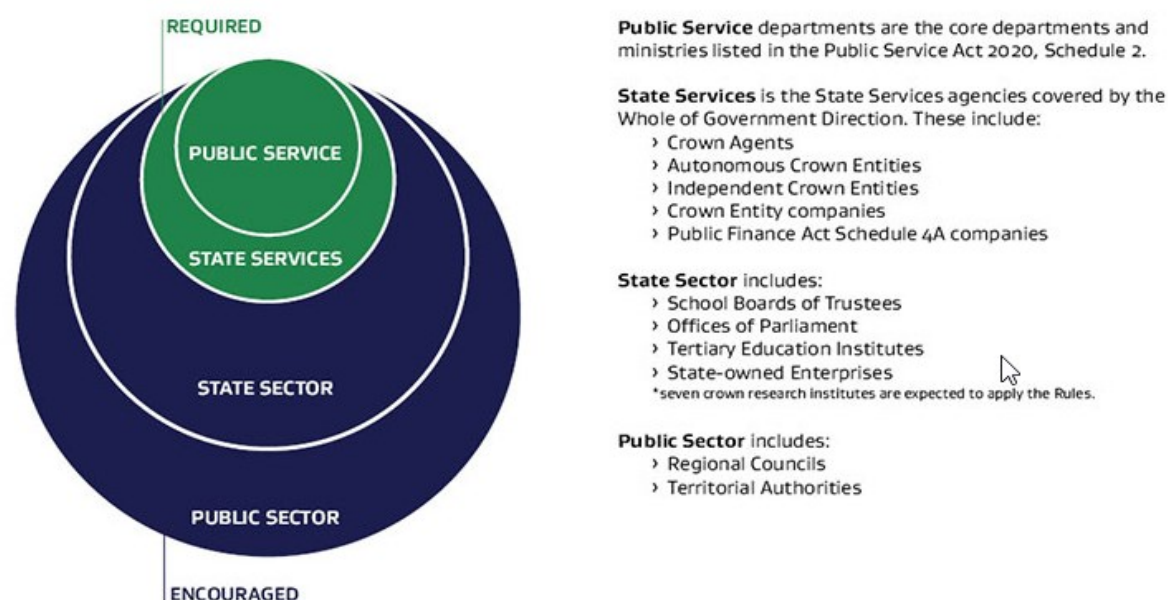 REQUIRED
PUBLIC SERVICE
STATE SERVICES
STATE SECTOR
PUBLIC SECTOR
ENCOURAGED
Public Service departments are the core departments and
ministries listed in the Public Service Act 2020, Schedule 2.
State Services is the State Services agencies covered by the
Whole of Government Direction. These include:
› Crown Agents
› Autonomous Crown Entities
› Independent Crown Entities
› Crown Entity companies
› Public Finance Act Schedule 4A companies
State Sector includes:
› School Boards of Trustees
› Offices of Parliament
› Tertiary Education Institutes
› State-owned Enterprises
*seven crown research institutes are expected to apply the Rules.
Public Sector includes:
› Regional Councils
› Territorial Authorities